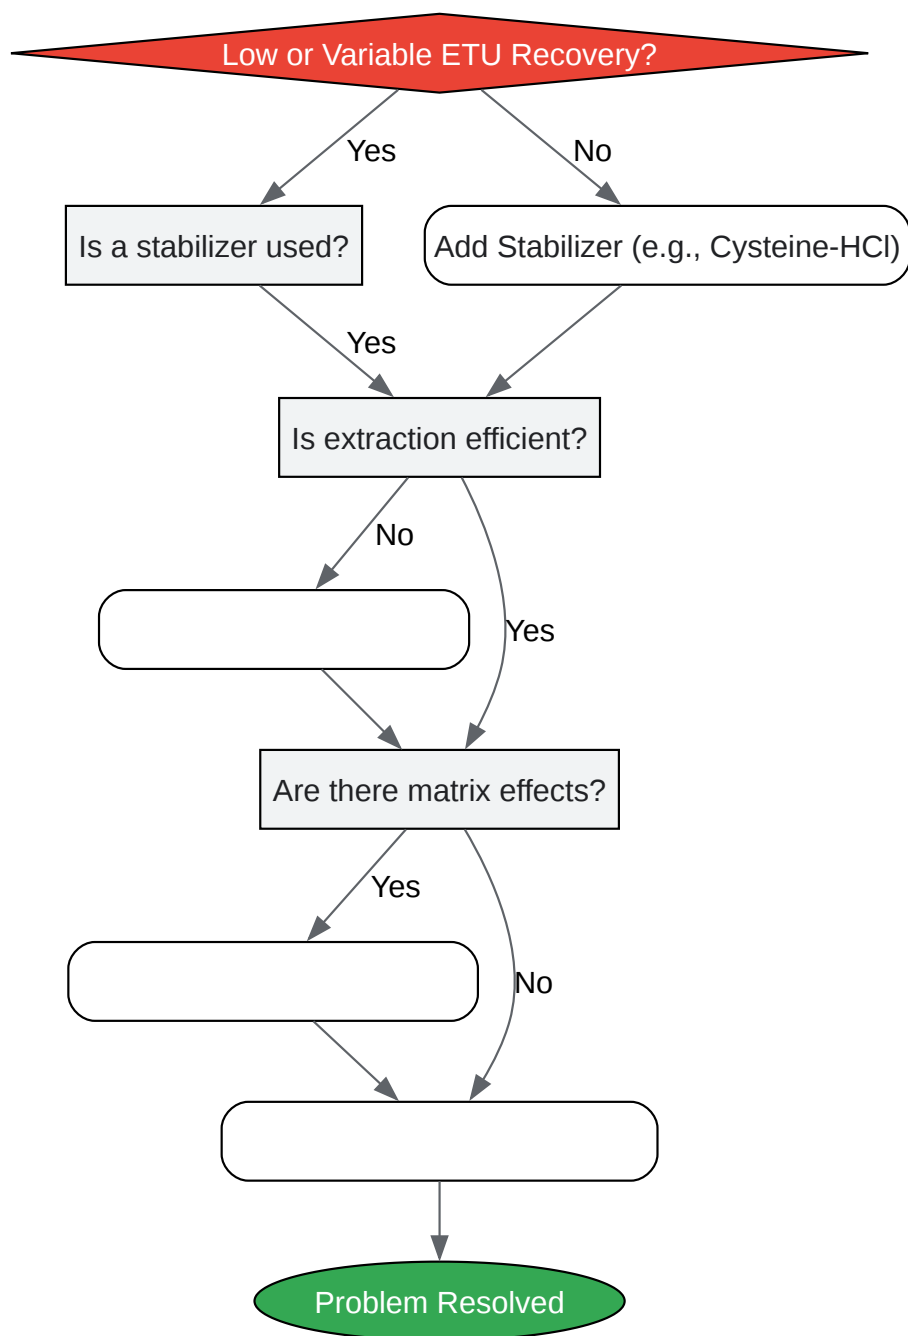 Low or Variable ETU Recovery?
Yes
No
Is a stabilizer used?
Add Stabilizer (e.g., Cysteine-HCl)
Yes
Is extraction efficient?
No
Yes
Are there matrix effects?
Yes
No
Problem Resolved